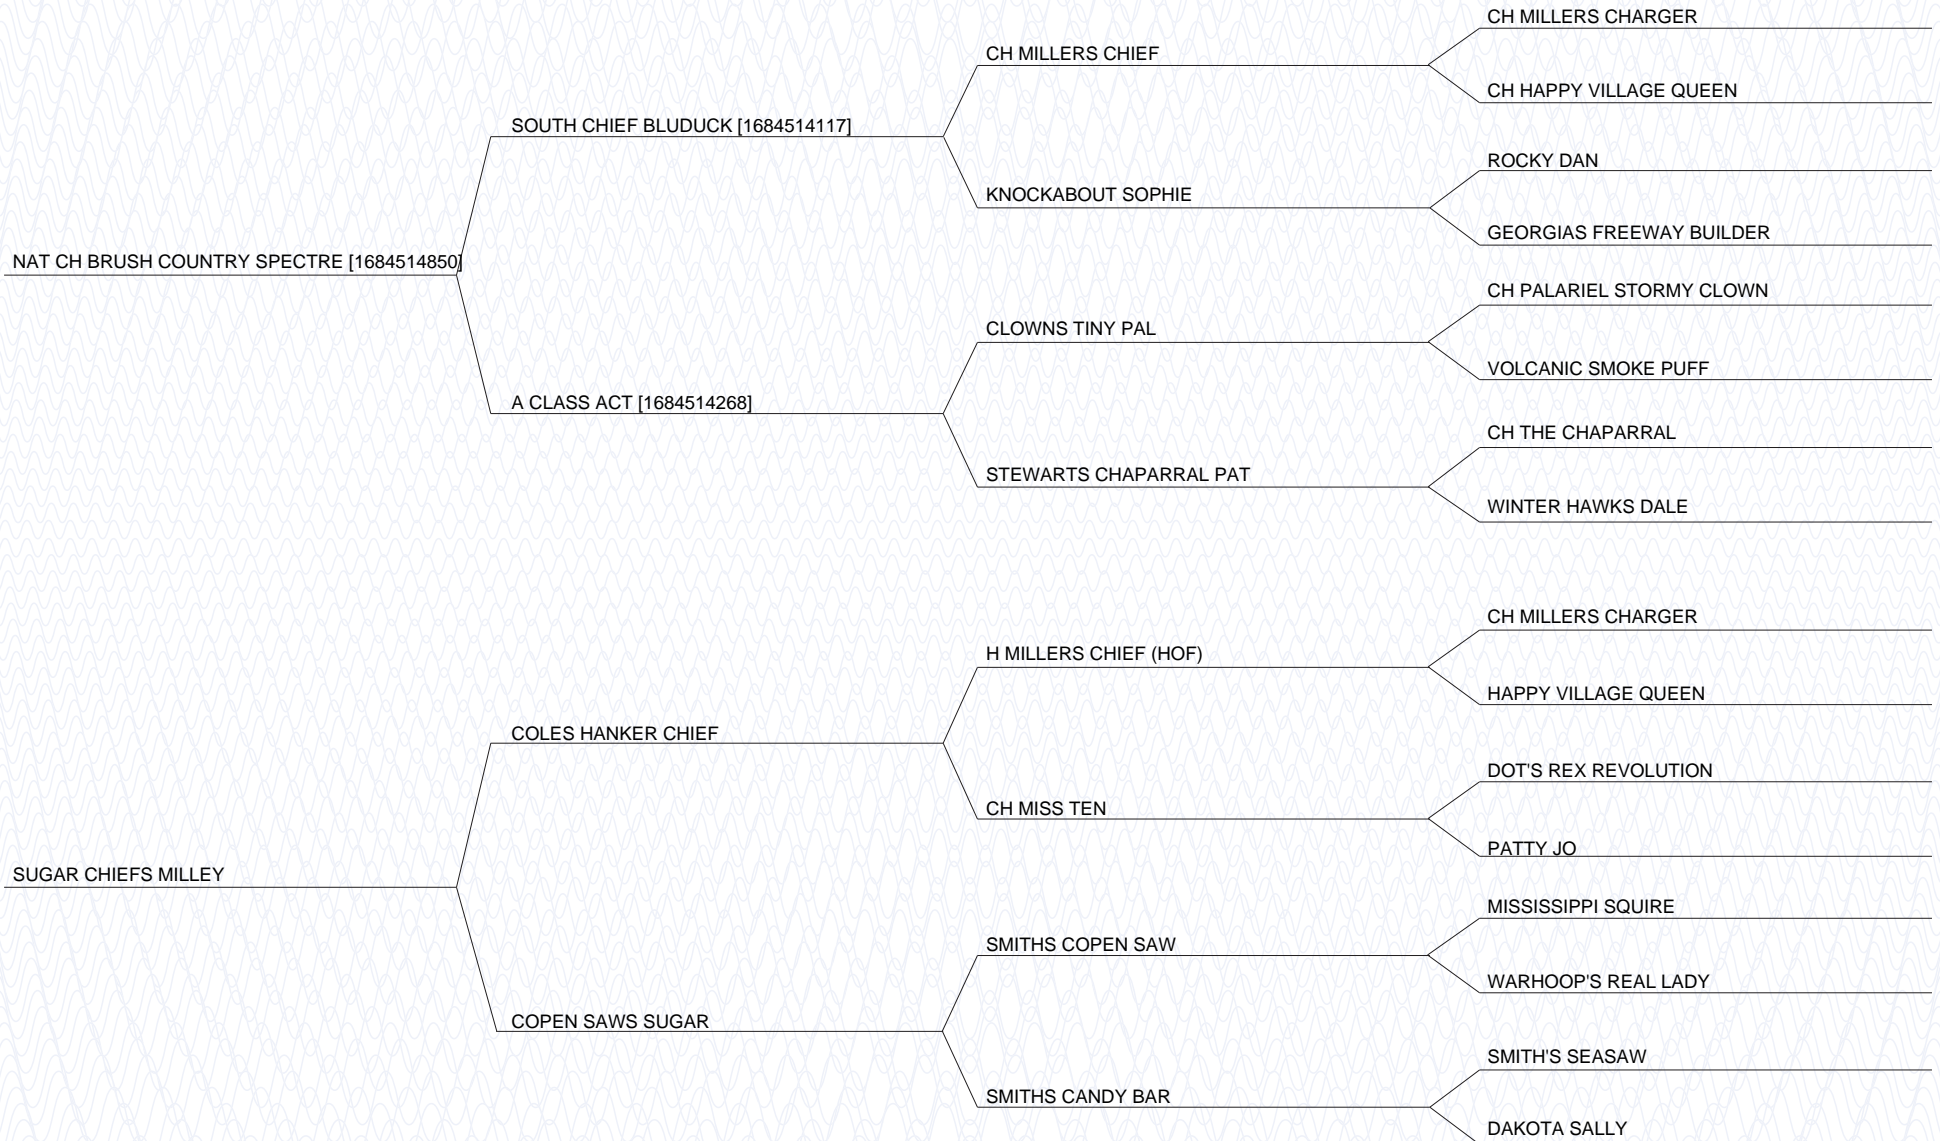 CH MILLERS CHARGER
CH MILLERS CHIEF
CH HAPPY VILLAGE QUEEN
SOUTH CHIEF BLUDUCK [1684514117]
ROCKY DAN
KNOCKABOUT SOPHIE
GEORGIAS FREEWAY BUILDER
NAT CH BRUSH COUNTRY SPECTRE [1684514850]
CH PALARIEL STORMY CLOWN
CLOWNS TINY PAL
VOLCANIC SMOKE PUFF
A CLASS ACT [1684514268]
CH THE CHAPARRAL
STEWARTS CHAPARRAL PAT
WINTER HAWKS DALE
CH MILLERS CHARGER
H MILLERS CHIEF (HOF)
HAPPY VILLAGE QUEEN
COLES HANKER CHIEF
DOT'S REX REVOLUTION
CH MISS TEN
PATTY JO
SUGAR CHIEFS MILLEY
MISSISSIPPI SQUIRE
SMITHS COPEN SAW
WARHOOP'S REAL LADY
COPEN SAWS SUGAR
SMITH'S SEASAW
SMITHS CANDY BAR
DAKOTA SALLY